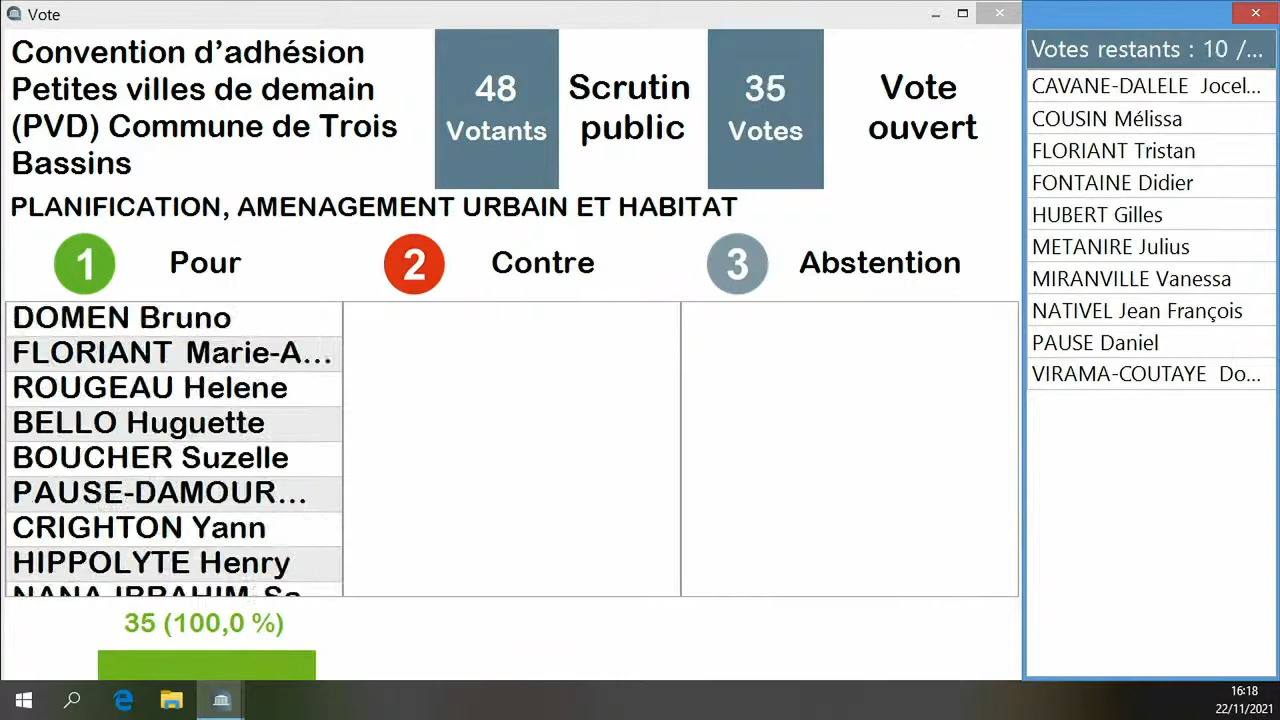 Vote
Convention d’adhésion
Petites villes de demain
(PVD) Commune de Trois
Bassins
48
Votants
Scrutin
public
35
Votes
Vote
ouvert
PLANIFICATION, AMENAGEMENT URBAIN ET HABITAT
1 Pour
2 Contre
3 Abstention
DOMEN Bruno
FLORIANT Marie-A...
ROUGEAU Helene
BELLO Huguette
BOUCHER Suzelle
PAUSE-DAMOUR...
CRIGHTON Yann
HIPPOLYTE Henry
NANA-IBRAHIM Sa...
35 (100,0 %)
Votes restants : 10 /...
CAVANE-DALELE Jocel...
COUSIN Mélissa
FLORIANT Tristan
FONTAINE Didier
HUBERT Gilles
METANIRE Julius
MIRANVILLE Vanessa
NATIVEL Jean François
PAUSE Daniel
VIRAMA-COUTAYE Do...
16:18
22/11/2021